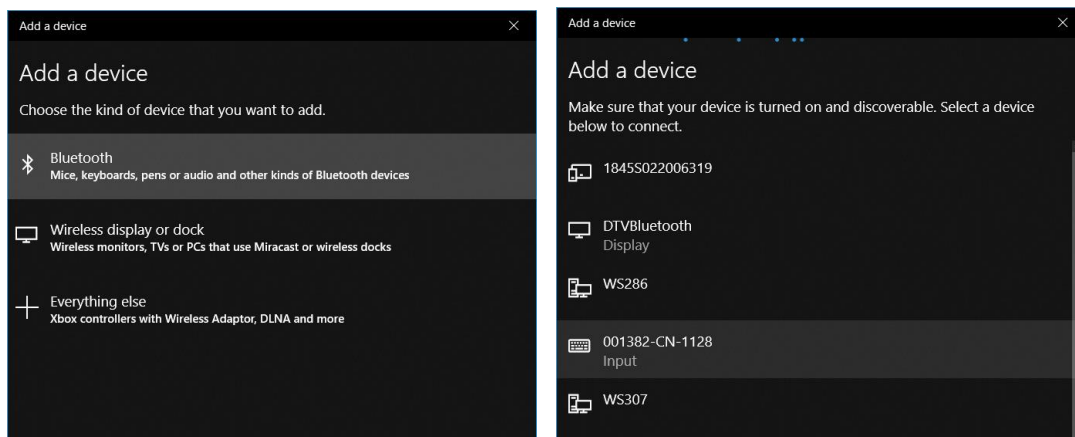 Add a device
Add a device
Choose the kind of device that you want to add.
Bluetooth
Mice, keyboards, pens or audio and other kinds of Bluetooth devices
Wireless display or dock
Wireless monitors, TVs or PCs that use Miracast or wireless docks
Everything else
Xbox controllers with Wireless Adaptor, DLNA and more
Add a device
Add a device
Make sure that your device is turned on and discoverable. Select a device
below to connect.
1845S022006319
DTVBluetooth
Display
WS286
001382-CN-1128
Input
WS307